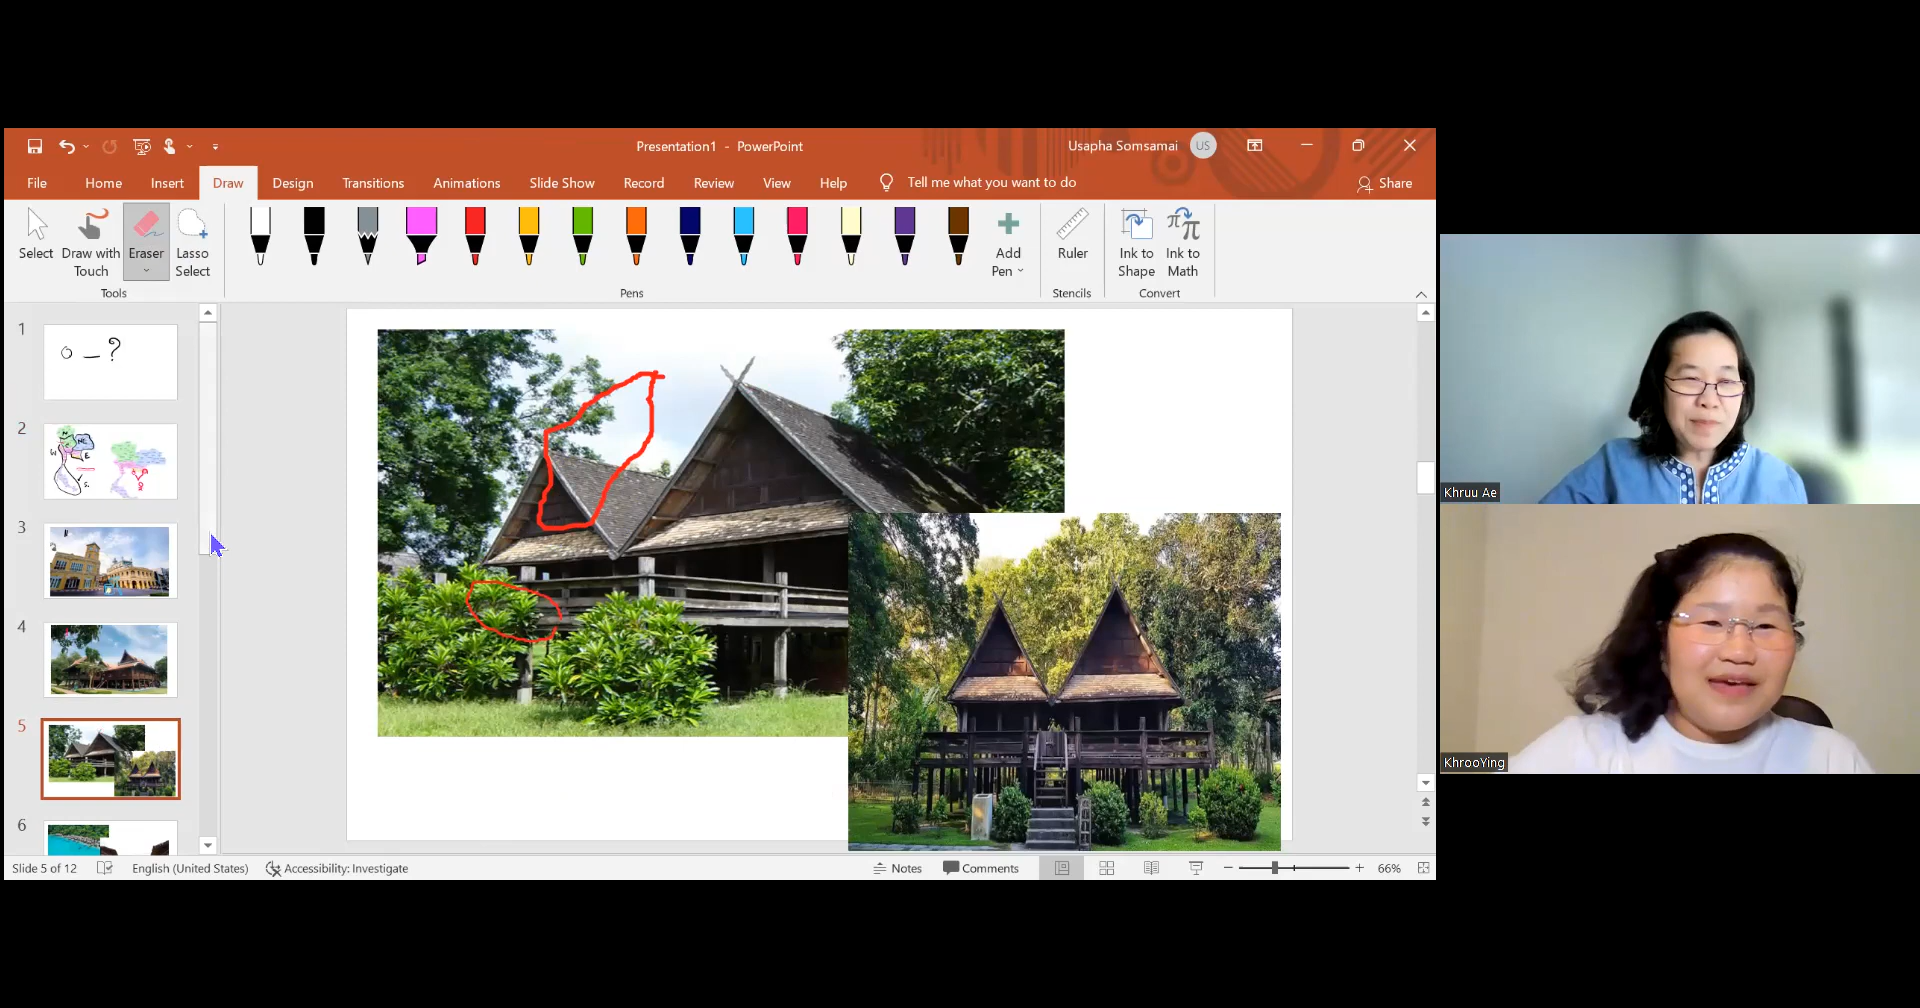 Presentation1 - PowerPoint
Usapha Somsamai
US
File
Home
Insert
Draw
Design
Transitions
Animations
Slide Show
Record
Review
View
Help
Tell me what you want to do
Share
Select
Draw with
Touch
Eraser
Lasso
Select
Add
Pen
Ruler
Ink to
Shape
Ink to
Math
Tools
Pens
Stencils
Convert
1
2
3
4
5
6
Khruu Ae
KhrooYing
Slide 5 of 12
English (United States)
Accessibility: Investigate
Notes
Comments
66%